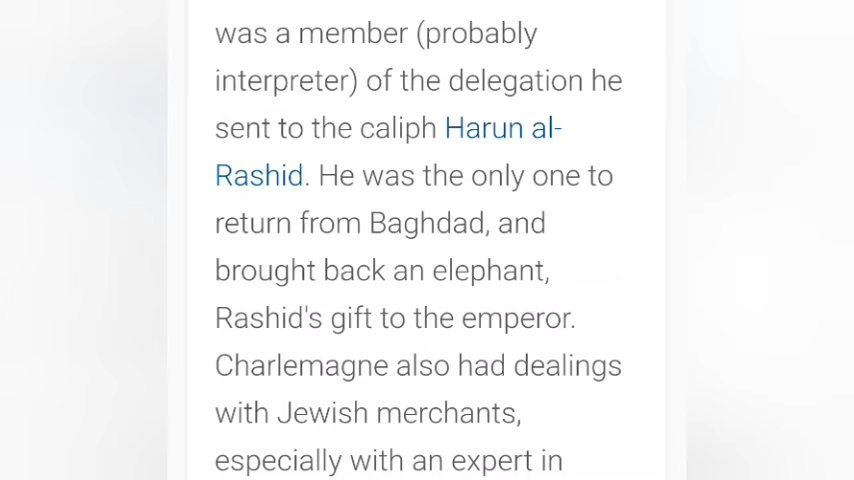 was a member (probably
interpreter) of the delegation he
sent to the caliph Harun al-
Rashid. He was the only one to
return from Baghdad, and
brought back an elephant,
Rashid's gift to the emperor.
Charlemagne also had dealings
with Jewish merchants,
especially with an expert in